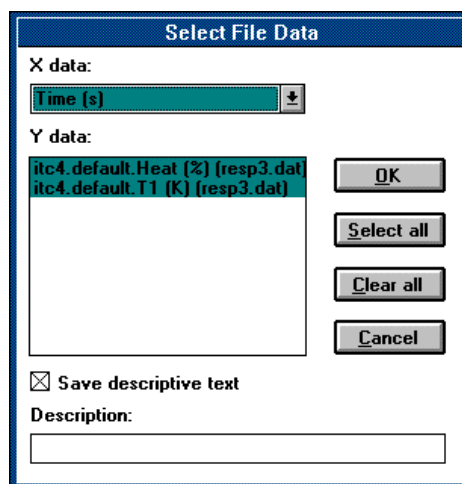 Select File Data
X data:
Time (s)
Y data:
itc4.default.Heat (%) (resp3.dat)
itc4.default.T1 (K) (resp3.dat)
OK
Select all
Clear all
Cancel
Save descriptive text
Description: